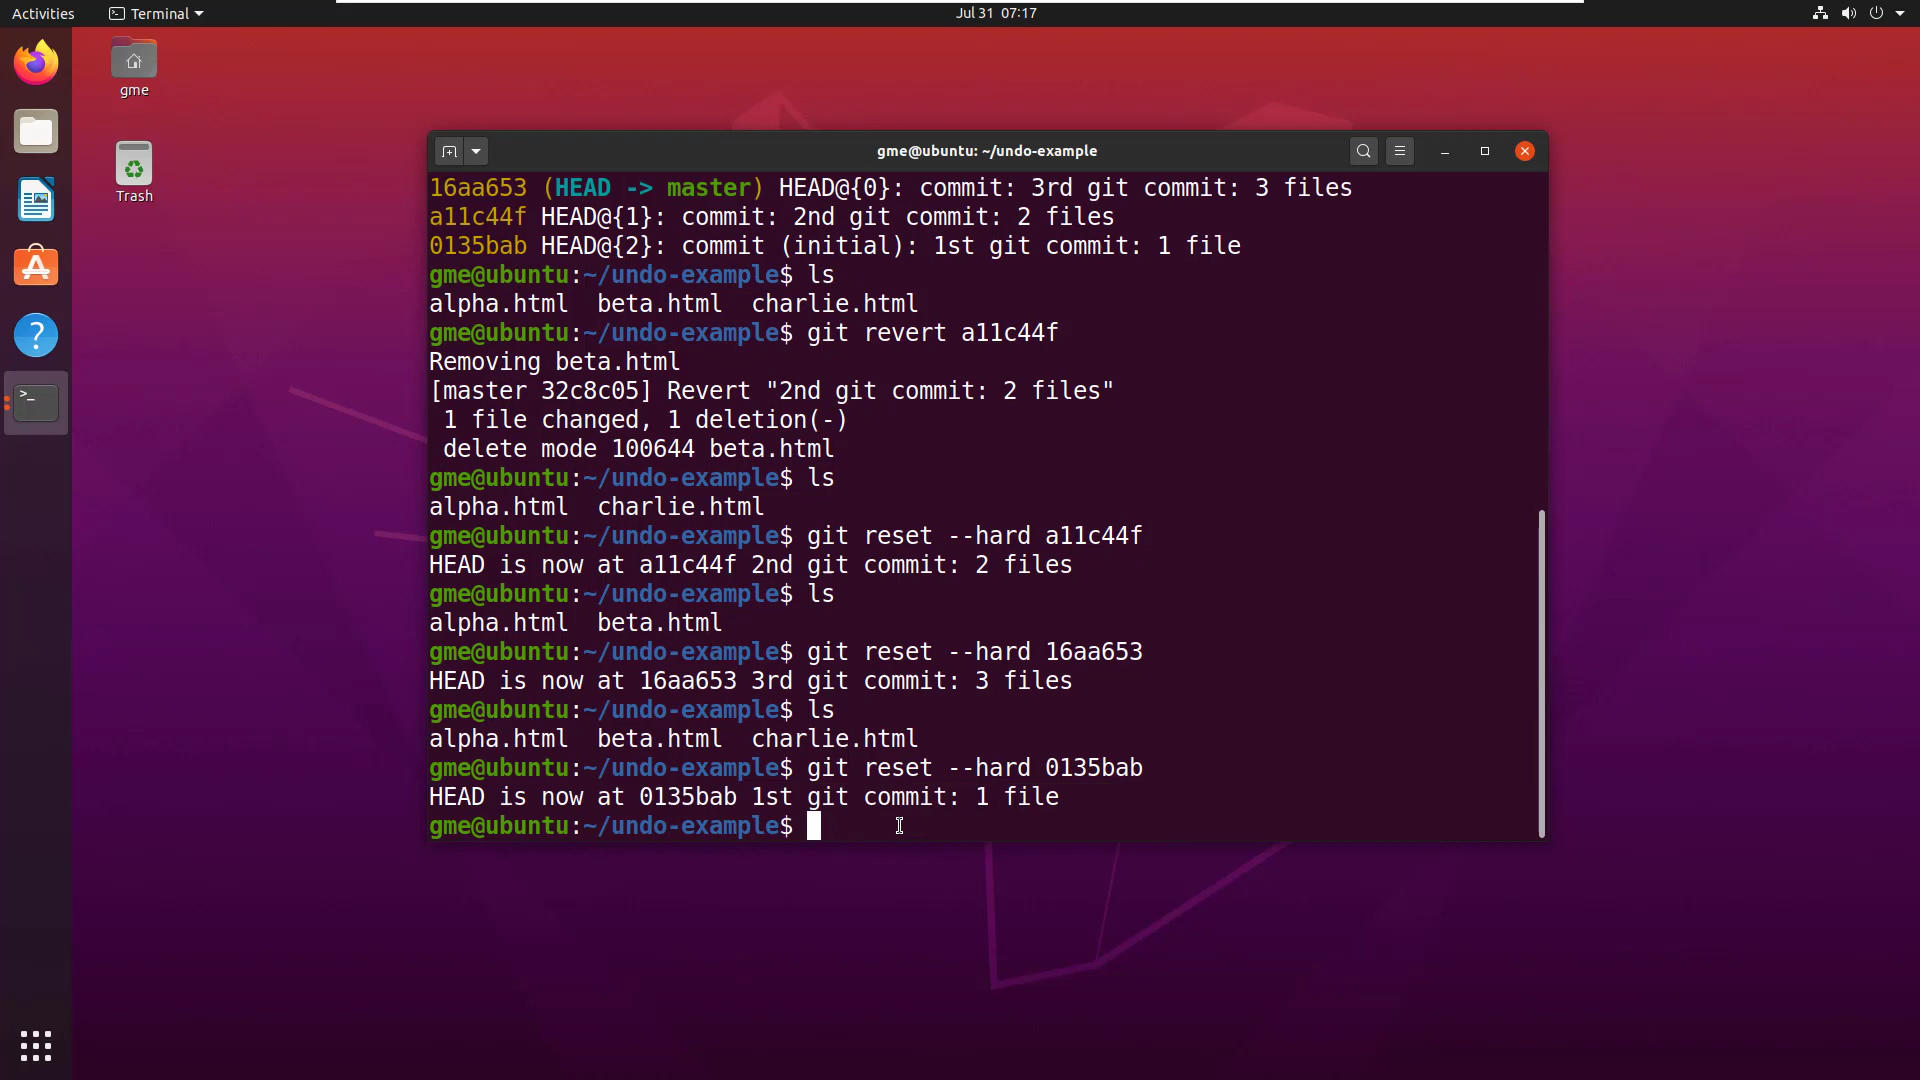 Activities
Terminal
Jul 31 07:17
gme
Trash
gme@ubuntu: ~/undo-example
16aa653 (HEAD -> master) HEAD@{0}: commit: 3rd git commit: 3 files
a11c44f HEAD@{1}: commit: 2nd git commit: 2 files
0135bab HEAD@{2}: commit (initial): 1st git commit: 1 file
gme@ubuntu:~/undo-example$ ls
alpha.html  beta.html  charlie.html
gme@ubuntu:~/undo-example$ git revert a11c44f
Removing beta.html
[master 32c8c05] Revert "2nd git commit: 2 files"
 1 file changed, 1 deletion(-)
 delete mode 100644 beta.html
gme@ubuntu:~/undo-example$ ls
alpha.html  charlie.html
gme@ubuntu:~/undo-example$ git reset --hard a11c44f
HEAD is now at a11c44f 2nd git commit: 2 files
gme@ubuntu:~/undo-example$ ls
alpha.html  beta.html
gme@ubuntu:~/undo-example$ git reset --hard 16aa653
HEAD is now at 16aa653 3rd git commit: 3 files
gme@ubuntu:~/undo-example$ ls
alpha.html  beta.html  charlie.html
gme@ubuntu:~/undo-example$ git reset --hard 0135bab
HEAD is now at 0135bab 1st git commit: 1 file
gme@ubuntu:~/undo-example$